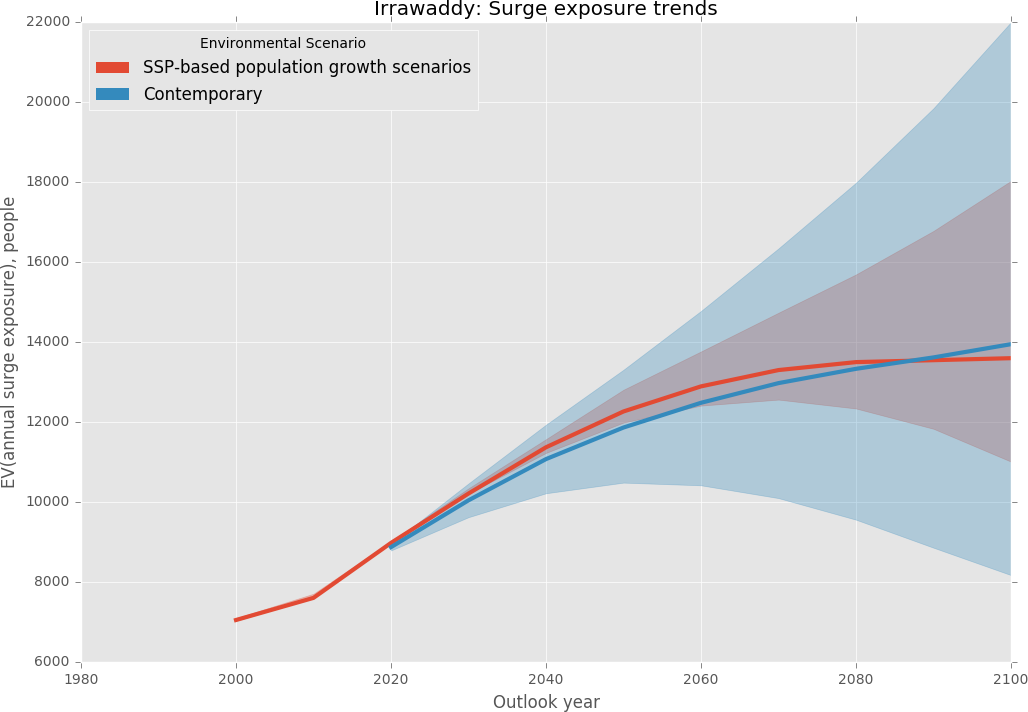 Irrawaddy: Surge exposure trends
Environmental Scenario
SSP-based population growth scenarios
Contemporary
EV(annual surge exposure), people
22000
20000
18000
16000
14000
12000
10000
8000
6000
1980
2000
2020
2040
2060
2080
2100
Outlook year